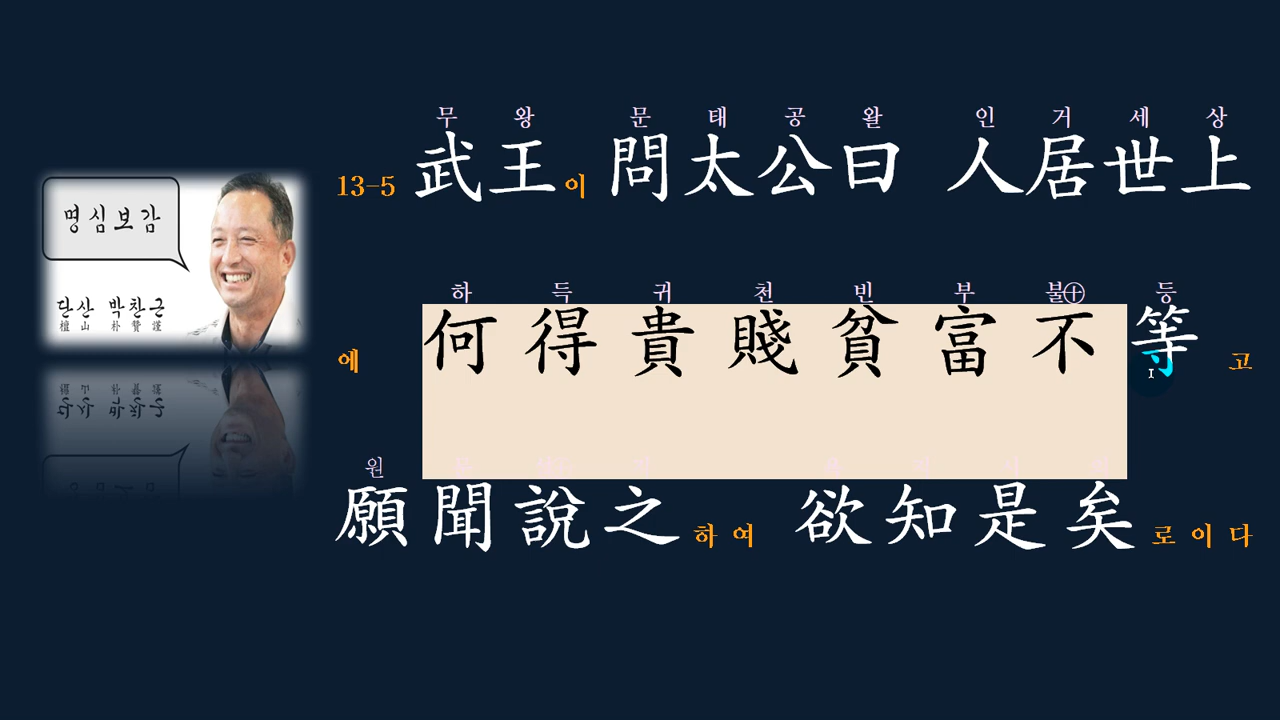 명심보감
단산 박찬근
檀山 朴贊謹
무왕 문태공왈 인거세상
13-5 武王이 問太公曰 人居世上
하득귀천빈부불㊉등
에 何得貴賤貧富不等고
원
願聞說之하여 欲知是矣로이다